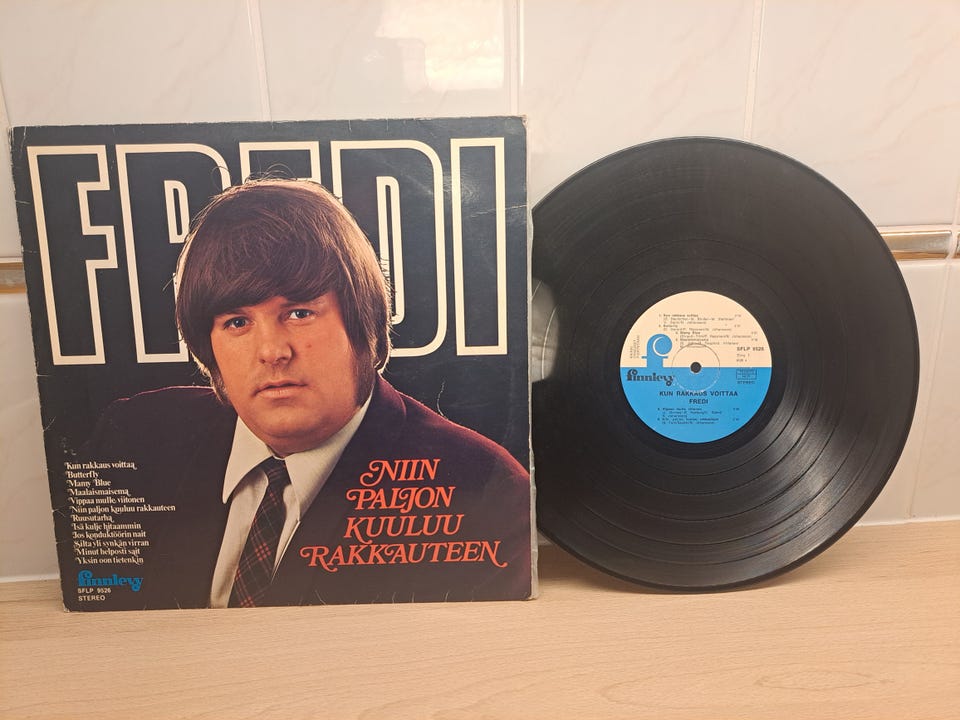 FREDI
Kun rakkaus voittaa
Butterfly
Mamy Blue
Maalaismaisema
Vippaa mulle viitonen
Niin paljon kuuluu rakkauteen
Ruusutarha
Isä kulje hitaammin
Jos konduktöörin nait
Silta yli synkän virran
Minut helposti sait
Yksin oon tietenkin
finnlevy
SFLP 9526
STEREO
NIIN
PALJON
KUULUU
RAKKAUTEEN
SFLP 9526
finnlevy
STEREO
KUN RAKKAUS VOITTAA
FREDI